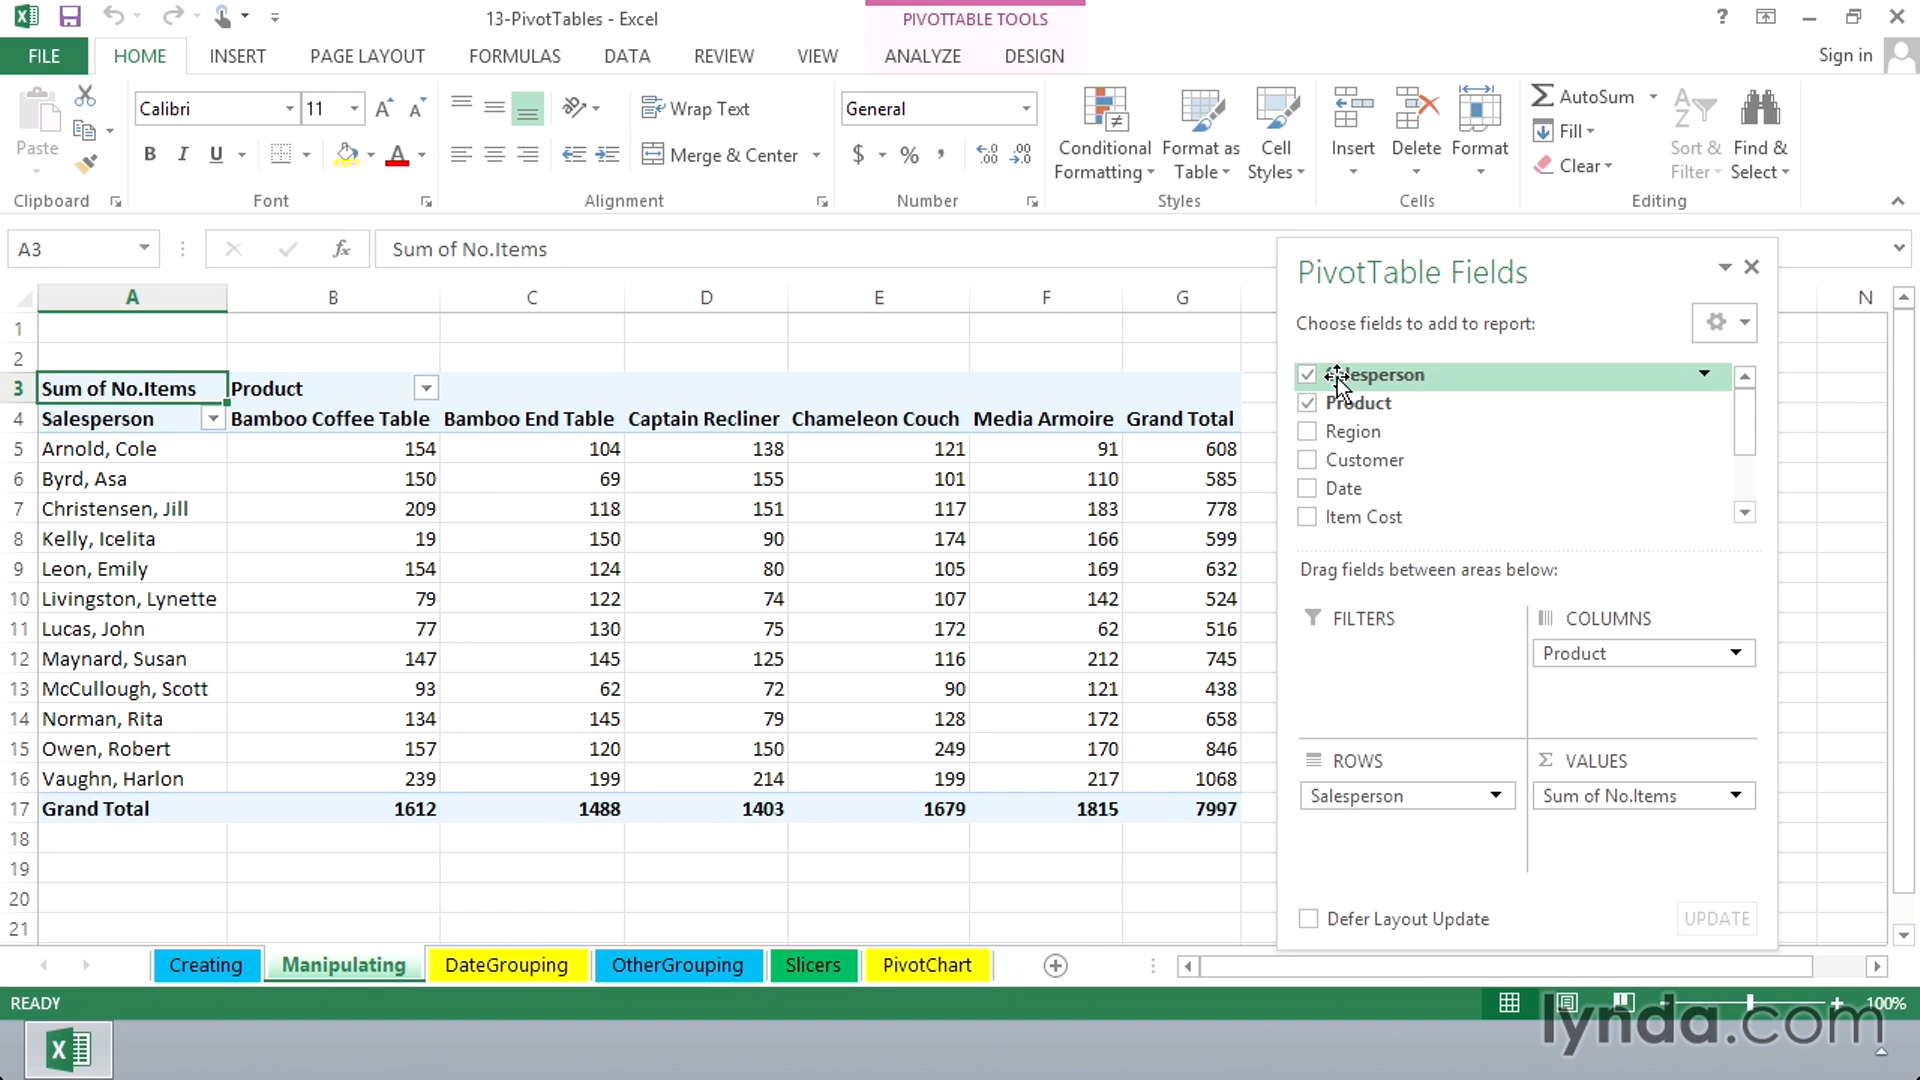 13-PivotTables - Excel
PIVOTTABLE TOOLS
?
FILE HOME INSERT PAGE LAYOUT FORMULAS DATA REVIEW VIEW ANALYZE DESIGN Sign in
Paste
Clipboard
Calibri 11
B I U
Font
Wrap Text
Merge & Center
Alignment
General
$ % ,
Number
Conditional Formatting
Format as Table
Cell Styles
Styles
Insert Delete Format
Cells
AutoSum
Fill
Clear
Sort & Filter
Find & Select
Editing
A3 fx Sum of No.Items
A B C D E F G N
1
2
3 Sum of No.Items Product
4 Salesperson Bamboo Coffee Table Bamboo End Table Captain Recliner Chameleon Couch Media Armoire Grand Total
5 Arnold, Cole 154 104 138 121 91 608
6 Byrd, Asa 150 69 155 101 110 585
7 Christensen, Jill 209 118 151 117 183 778
8 Kelly, Icelita 19 150 90 174 166 599
9 Leon, Emily 154 124 80 105 169 632
10 Livingston, Lynette 79 122 74 107 142 524
11 Lucas, John 77 130 75 172 62 516
12 Maynard, Susan 147 145 125 116 212 745
13 McCullough, Scott 93 62 72 90 121 438
14 Norman, Rita 134 145 79 128 172 658
15 Owen, Robert 157 120 150 249 170 846
16 Vaughn, Harlon 239 199 214 199 217 1068
17 Grand Total 1612 1488 1403 1679 1815 7997
18
19
20
21
PivotTable Fields
Choose fields to add to report:
Salesperson
Product
Region
Customer
Date
Item Cost
Drag fields between areas below:
FILTERS
COLUMNS
Product
ROWS
Salesperson
VALUES
Sum of No.Items
Defer Layout Update UPDATE
Creating Manipulating DateGrouping OtherGrouping Slicers PivotChart
READY 100%
lynda.com